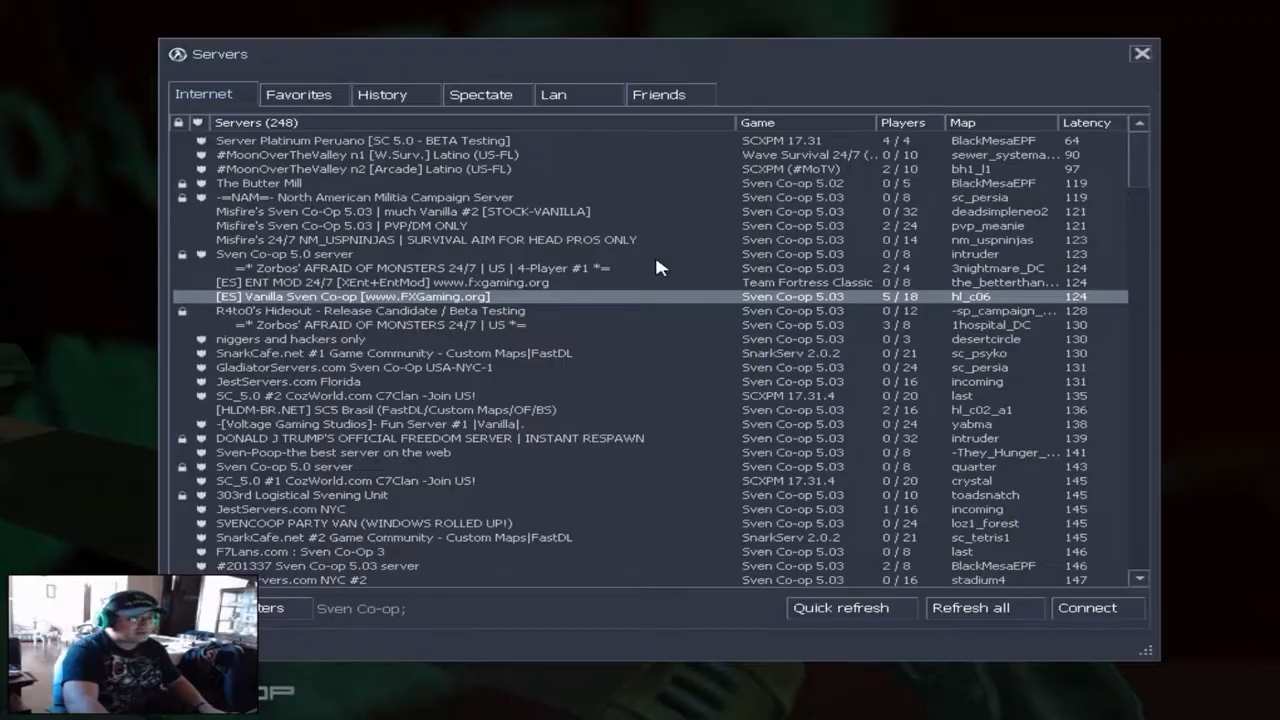 Servers
Internet Favorites History Spectate Lan Friends
Servers (248) Game Players Map Latency
Server Platinum Peruano [SC 5.0 - BETA Testing] SCXPM 17.31 4 / 4 BlackMesaEPF 64
#MoonOverTheValley n1 [W.Surv.] Latino (US-FL) Wave Survival 24/7 (.. 0 / 10 sewer_systema... 90
#MoonOverTheValley n2 [Arcade] Latino (US-FL) SCXPM (#MoTV) 2 / 10 bh1_l1 97
The Butter Mill Sven Co-op 5.02 0 / 5 BlackMesaEPF 119
-=NAM=- North American Militia Campaign Server Sven Co-op 5.03 0 / 8 sc_persia 119
Misfire's Sven Co-Op 5.03 | much Vanilla #2 [STOCK-VANILLA] Sven Co-op 5.03 0 / 32 deadsimpleneo2 121
Misfire's Sven Co-Op 5.03 | PVP/DM ONLY Sven Co-op 5.03 2 / 24 pvp_meanie 121
Misfire's 24/7 NM_USPNINJAS | SURVIVAL AIM FOR HEAD PROS ONLY Sven Co-op 5.03 0 / 14 nm_uspninjas 123
Sven Co-op 5.0 server Sven Co-op 5.03 0 / 8 intruder 123
=* Zorbos' AFRAID OF MONSTERS 24/7 | US | 4-Player #1 *= Sven Co-op 5.03 2 / 4 3nightmare_DC 124
[ES] ENT MOD 24/7 [XEnt+EntMod] www.fxgaming.org Team Fortress Classic 0 / 8 the_betterthan... 124
[ES] Vanilla Sven Co-op [www.FXGaming.org] Sven Co-op 5.03 5 / 18 hl_c06 124
R4to0's Hideout - Release Candidate / Beta Testing Sven Co-op 5.03 0 / 12 -sp_campaign_... 128
=* Zorbos' AFRAID OF MONSTERS 24/7 | US *= Sven Co-op 5.03 3 / 8 1hospital_DC 130
niggers and hackers only Sven Co-op 5.03 0 / 3 desertcircle 130
SnarkCafe.net #1 Game Community - Custom Maps|FastDL SnarkServ 2.0.2 0 / 21 sc_psyko 130
GladiatorServers.com Sven Co-Op USA-NYC-1 Sven Co-op 5.03 0 / 14 sc_persia 131
JestServers.com Florida Sven Co-op 5.03 0 / 16 incoming 131
SC_5.0 #2 CozWorld.com C7Clan -Join US! SCXPM 17.31.4 0 / 20 last 135
[HLDM-BR.NET] SC5 Brasil (FastDL/Custom Maps/OF/BS) Sven Co-op 5.03 2 / 16 hl_c02_a1 136
-[Voltage Gaming Studios]- Fun Server #1 |Vanilla|. Sven Co-op 5.03 0 / 24 yabma 138
DONALD J TRUMP'S OFFICIAL FREEDOM SERVER | INSTANT RESPAWN Sven Co-op 5.03 0 / 32 intruder 139
Sven-Poop-the best server on the web Sven Co-op 5.03 0 / 8 -They_Hunger_... 141
Sven Co-op 5.0 server Sven Co-op 5.03 0 / 8 quarter 143
SC_5.0 #1 CozWorld.com C7Clan -Join US! SCXPM 17.31.4 0 / 20 crystal 145
303rd Logistical Svening Unit Sven Co-op 5.03 0 / 10 toadsnatch 145
JestServers.com NYC Sven Co-op 5.03 1 / 16 incoming 145
SVENCOOP PARTY VAN (WINDOWS ROLLED UP!) Sven Co-op 5.03 0 / 24 loz1_forest 145
SnarkCafe.net #2 Game Community - Custom Maps|FastDL SnarkServ 2.0.2 0 / 21 sc_tetris1 145
F7Lans.com : Sven Co-Op 3 Sven Co-op 5.03 0 / 8 last 146
#201337 Sven Co-op 5.03 server Sven Co-op 5.03 2 / 8 BlackMesaEPF 146
ervers.com NYC #2 Sven Co-op 5.03 0 / 16 stadium4 147
ters Sven Co-op; Quick refresh Refresh all Connect
OP